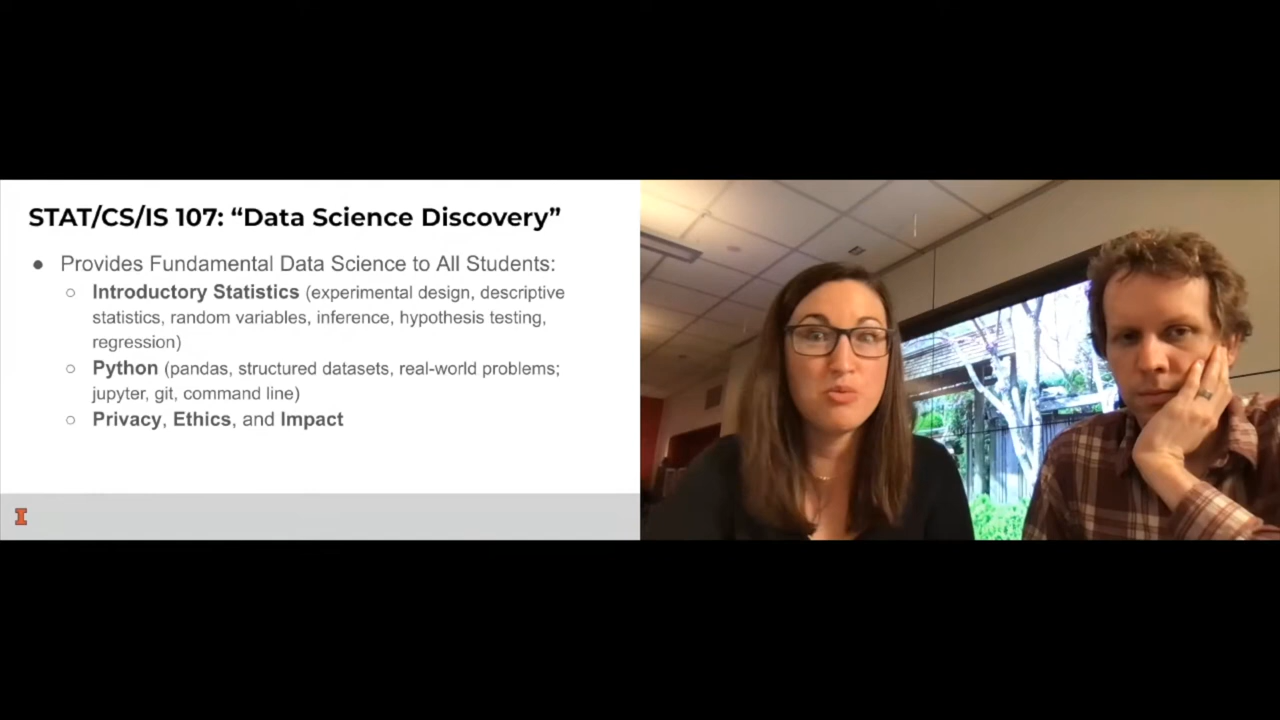 STAT/CS/IS 107: “Data Science Discovery”
● Provides Fundamental Data Science to All Students:
○ Introductory Statistics (experimental design, descriptive
statistics, random variables, inference, hypothesis testing,
regression)
○ Python (pandas, structured datasets, real-world problems;
jupyter, git, command line)
○ Privacy, Ethics, and Impact
I